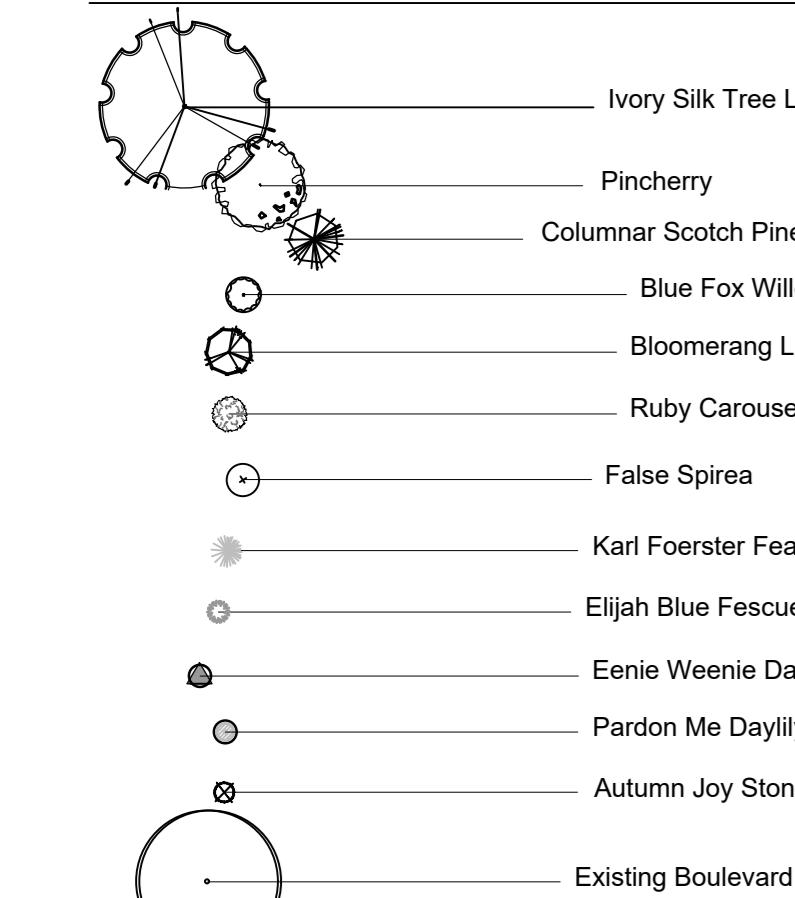 Ivory Silk Tree L
Pincherry
Columnar Scotch Pine
Blue Fox Will
Bloomerang L
Ruby Carouse
False Spirea
Karl Foerster Fea
Elijah Blue Fescue
Eenie Weenie Da
Pardon Me Daylily
Autumn Joy Ston
Existing Boulevard